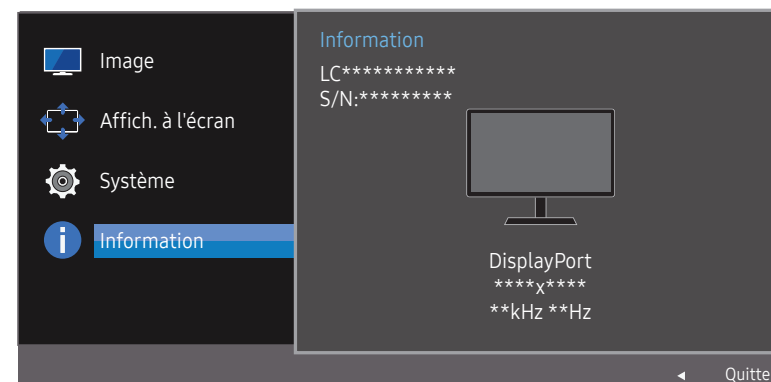 Image
Affich. à l'écran
Système
Information
Information
LC***********
S/N:*********
DisplayPort
****x****
**kHz **Hz
Quitte